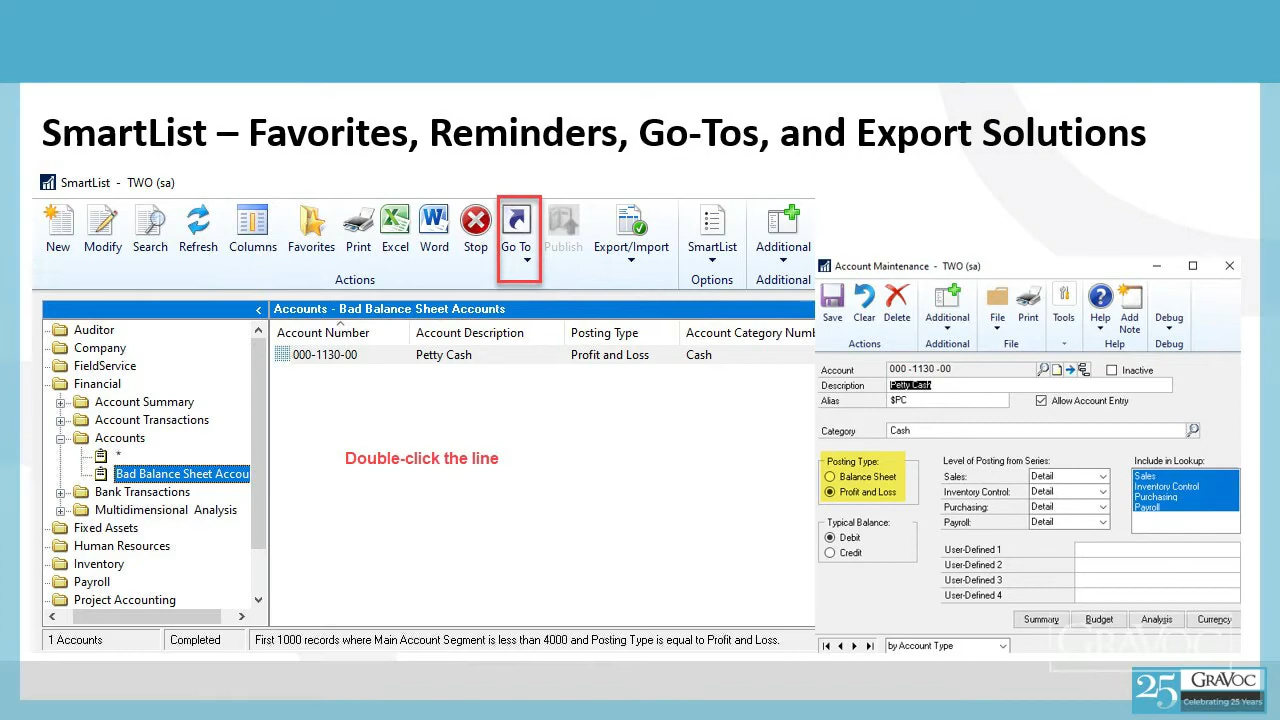 SmartList – Favorites, Reminders, Go-Tos, and Export Solutions
SmartList - TWO (sa)
New Modify Search Refresh Columns Favorites Print Excel Word Stop Go To Publish Export/Import SmartList Additional
Actions Options Additional
Accounts - Bad Balance Sheet Accounts
Account Number Account Description Posting Type Account Category Numb
000-1130-00 Petty Cash Profit and Loss Cash
Auditor
Company
FieldService
Financial
Account Summary
Account Transactions
Accounts
*
Bad Balance Sheet Accou
Bank Transactions
Multidimensional Analysis
Fixed Assets
Human Resources
Inventory
Payroll
Project Accounting
Double-click the line
1 Accounts Completed First 1000 records where Main Account Segment is less than 4000 and Posting Type is equal to Profit and Loss.
Account Maintenance - TWO (sa)
Save Clear Delete Additional File Print Tools Help Add Note Debug
Actions Additional File Help Debug
Account 000 -1130 -00 Inactive
Description Petty Cash
Alias $PC Allow Account Entry
Category Cash
Posting Type:
Balance Sheet
Profit and Loss
Typical Balance:
Debit
Credit
Level of Posting from Series:
Sales: Detail
Inventory Control: Detail
Purchasing: Detail
Payroll: Detail
Include in Lookup:
Sales
Inventory Control
Purchasing
Payroll
User-Defined 1
User-Defined 2
User-Defined 3
User-Defined 4
Summary Budget Analysis Currency
by Account Type
GRAVOC
25 GRAVOC
Celebrating 25 Years